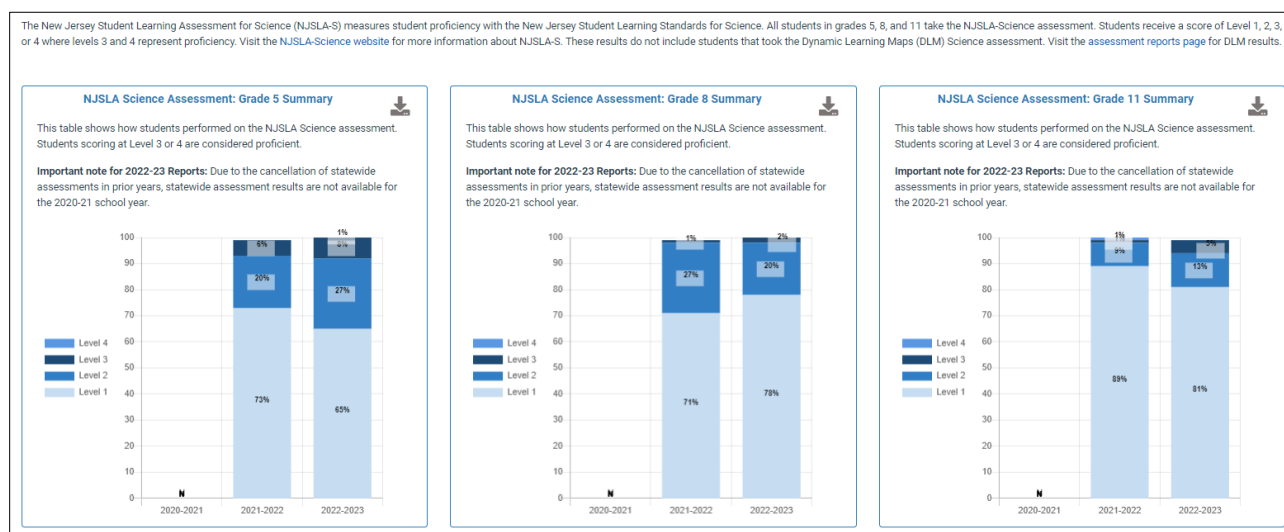 The New Jersey Student Learning Assessment for Science (NJSLA-S) measures student proficiency with the New Jersey Student Learning Standards for Science. All students in grades 5, 8, and 11 take the NJSLA-Science assessment. Students receive a score of Level 1, 2, 3,
or 4 where levels 3 and 4 represent proficiency. Visit the NJSLA-Science website for more information about NJSLA-S. These results do not include students that took the Dynamic Learning Maps (DLM) Science assessment. Visit the assessment reports page for DLM results.
NJSLA Science Assessment: Grade 5 Summary
This table shows how students performed on the NJSLA Science assessment.
Students scoring at Level 3 or 4 are considered proficient.
Important note for 2022-23 Reports: Due to the cancellation of statewide
assessments in prior years, statewide assessment results are not available for
the 2020-21 school year.
100
90
80
70
60
50
40
30
20
10
0
Level 4
Level 3
Level 2
Level 1
N
6%
20%
73%
1%
8%
27%
65%
2020-2021
2021-2022
2022-2023
NJSLA Science Assessment: Grade 8 Summary
This table shows how students performed on the NJSLA Science assessment.
Students scoring at Level 3 or 4 are considered proficient.
Important note for 2022-23 Reports: Due to the cancellation of statewide
assessments in prior years, statewide assessment results are not available for
the 2020-21 school year.
100
90
80
70
60
50
40
30
20
10
0
Level 4
Level 3
Level 2
Level 1
N
1%
27%
71%
2%
20%
78%
2020-2021
2021-2022
2022-2023
NJSLA Science Assessment: Grade 11 Summary
This table shows how students performed on the NJSLA Science assessment.
Students scoring at Level 3 or 4 are considered proficient.
Important note for 2022-23 Reports: Due to the cancellation of statewide
assessments in prior years, statewide assessment results are not available for
the 2020-21 school year.
100
90
80
70
60
50
40
30
20
10
0
Level 4
Level 3
Level 2
Level 1
N
1%
9%
89%
5%
13%
81%
2020-2021
2021-2022
2022-2023